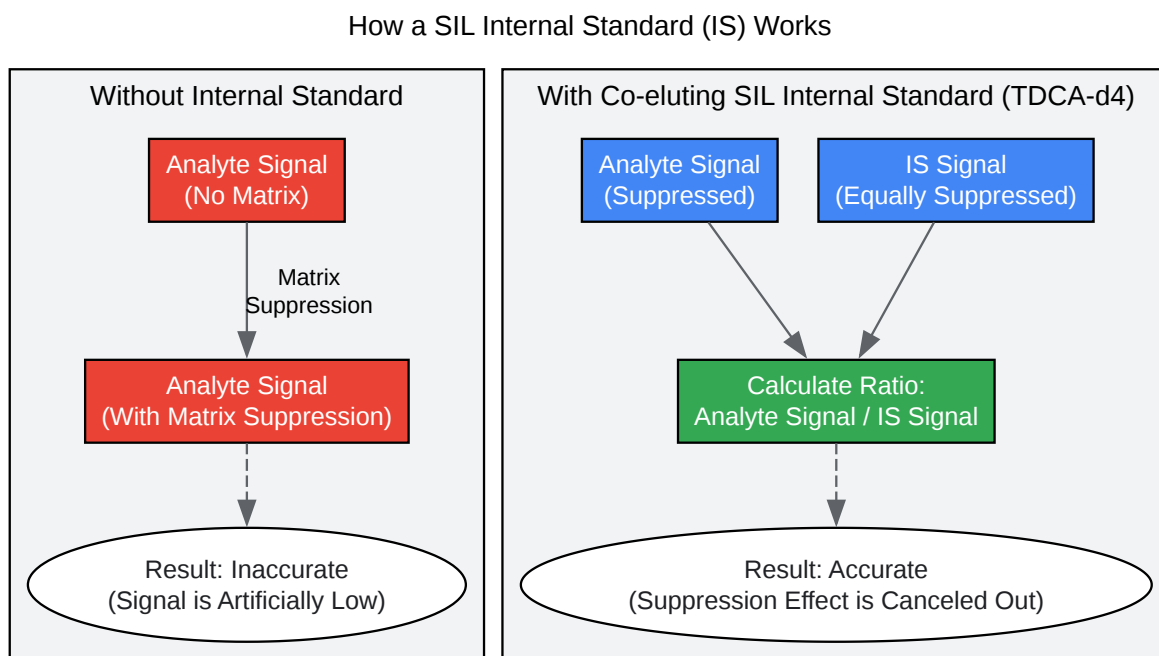 How a SIL Internal Standard (IS) Works
Without Internal Standard
Analyte Signal
(No Matrix)
Matrix
Suppression
Analyte Signal
(With Matrix Suppression)
Result: Inaccurate
(Signal is Artificially Low)
With Co-eluting SIL Internal Standard (TDCA-d4)
Analyte Signal
(Suppressed)
IS Signal
(Equally Suppressed)
Calculate Ratio:
Analyte Signal / IS Signal
Result: Accurate
(Suppression Effect is Canceled Out)